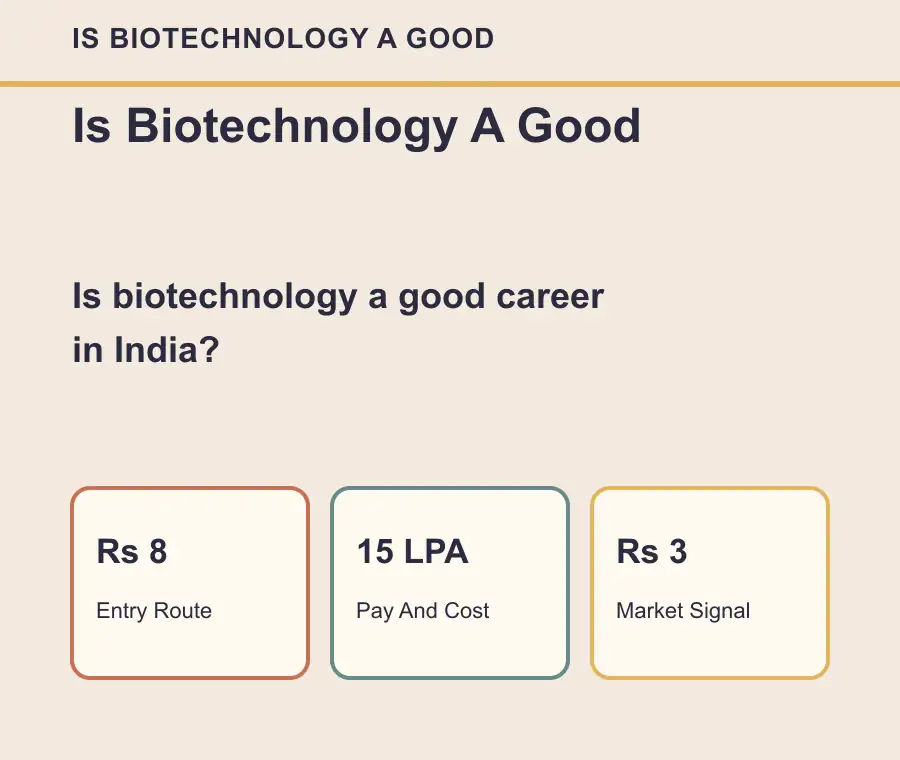 IS BIOTECHNOLOGY A GOOD
Is Biotechnology A Good
Is biotechnology a good career
in India?
Rs 8
Entry Route
15 LPA
Pay And Cost
Rs 3
Market Signal